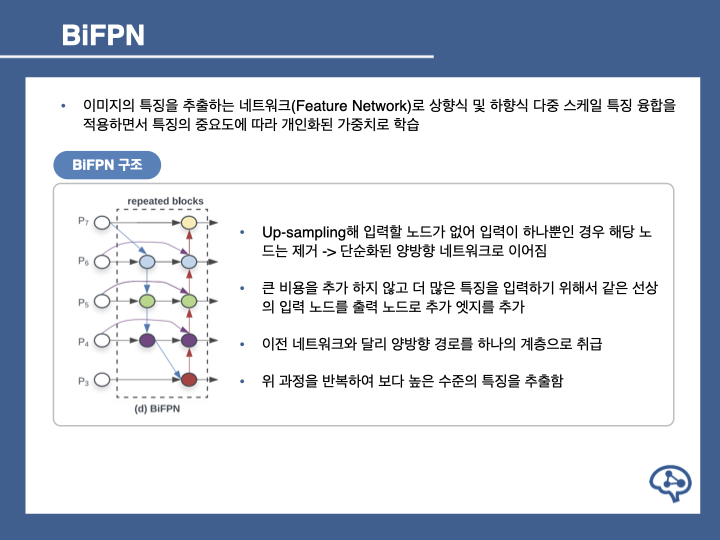 BiFPN
• 이미지의 특징을 추출하는 네트워크(Feature Network)로 상향식 및 하향식 다중 스케일 특징 융합을
적용하면서 특징의 중요도에 따라 개인화된 가중치로 학습
BiFPN 구조
repeated blocks
P7
P6
P5
P4
P3
(d) BiFPN
• Up-sampling해 입력할 노드가 없어 입력이 하나뿐인 경우 해당 노
드는 제거 -> 단순화된 양방향 네트워크로 이어짐
• 큰 비용을 추가 하지 않고 더 많은 특징을 입력하기 위해서 같은 선상
의 입력 노드를 출력 노드로 추가 엣지를 추가
• 이전 네트워크와 달리 양방향 경로를 하나의 계층으로 취급
• 위 과정을 반복하여 보다 높은 수준의 특징을 추출함